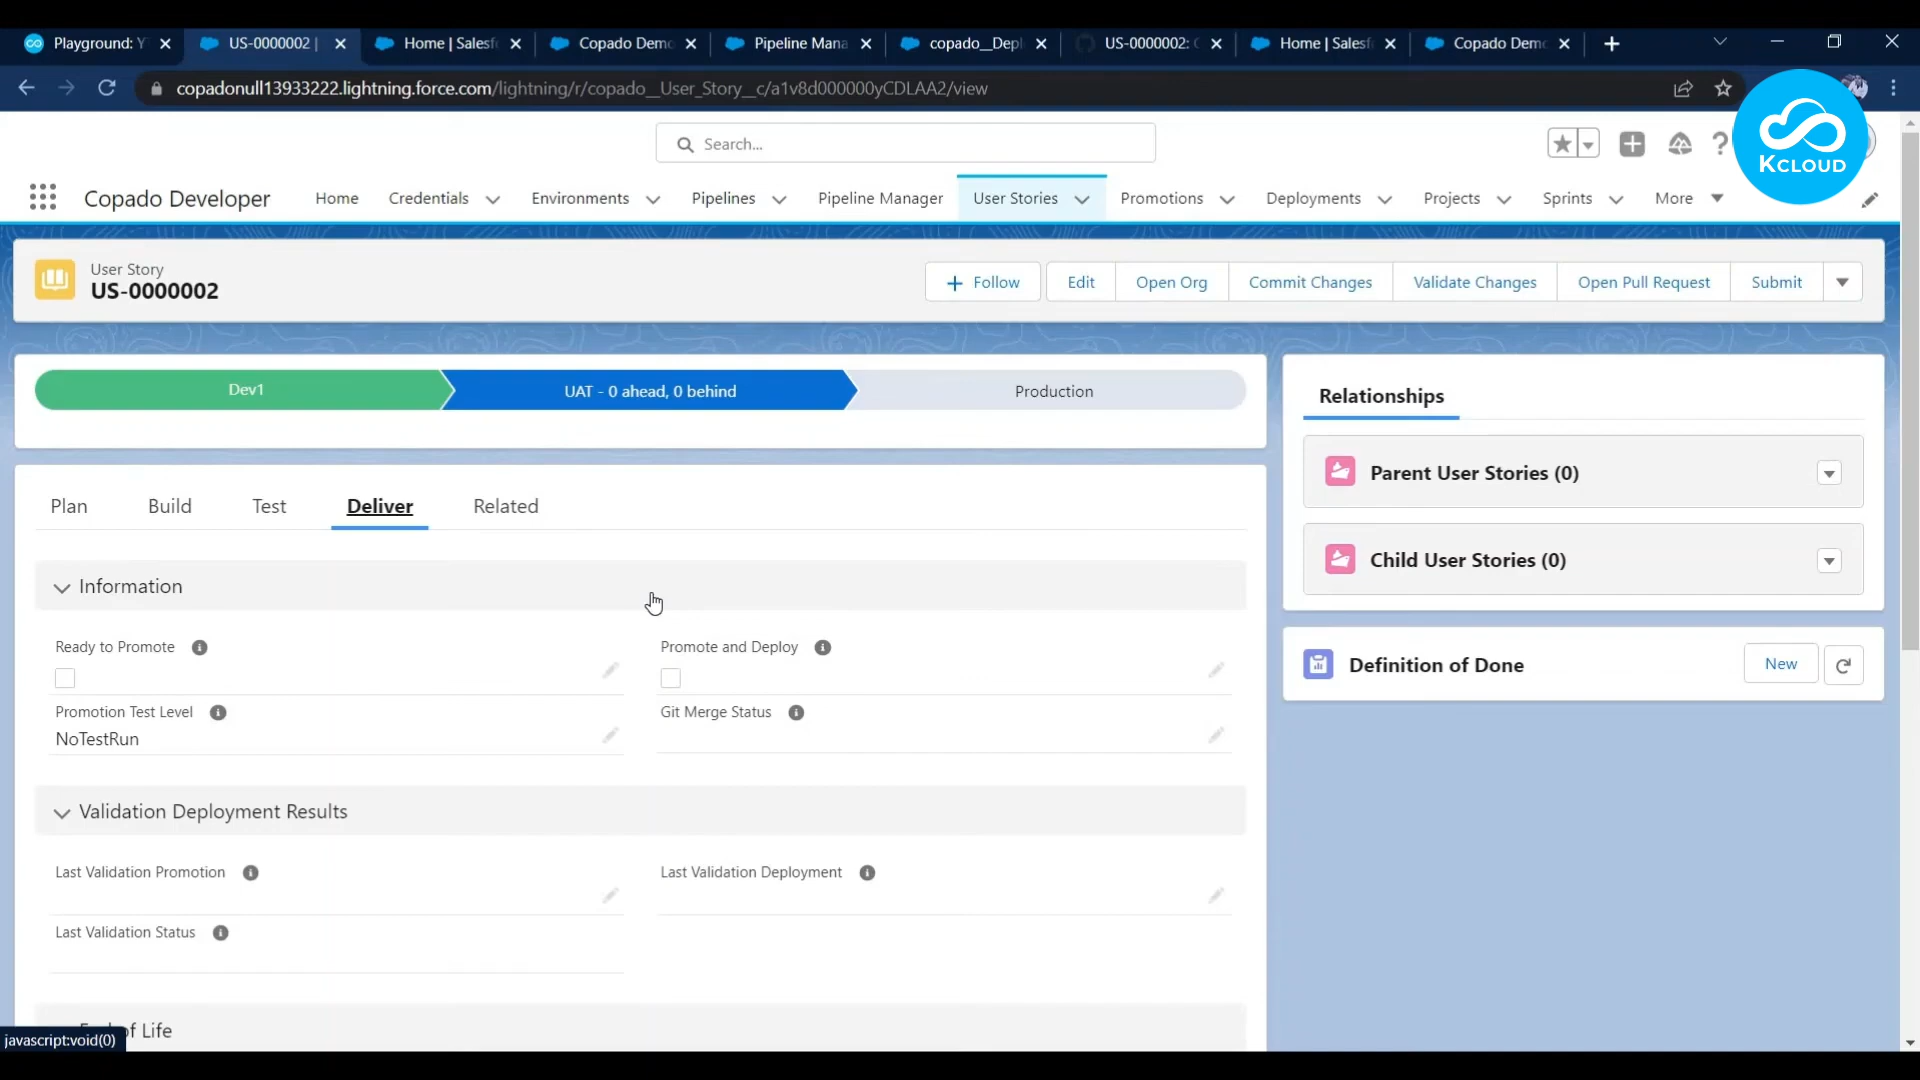 Playground: Y
US-0000002 |
Home | Salesf
Copado Demo
Pipeline Mana
copado__Depl
US-0000002: C
Home | Salesf
Copado Demo
copadonull13933222.lightning.force.com/lightning/r/copado__User_Story__c/a1v8d000000yCDLAA2/view
KCLOUD
Search...
Copado Developer
Home
Credentials
Environments
Pipelines
Pipeline Manager
User Stories
Promotions
Deployments
Projects
Sprints
More
User Story
US-0000002
Follow
Edit
Open Org
Commit Changes
Validate Changes
Open Pull Request
Submit
Dev1
UAT - 0 ahead, 0 behind
Production
Relationships
Parent User Stories (0)
Child User Stories (0)
Definition of Done
New
Plan
Build
Test
Deliver
Related
Information
Ready to Promote
Promote and Deploy
Promotion Test Level
NoTestRun
Git Merge Status
Validation Deployment Results
Last Validation Promotion
Last Validation Deployment
Last Validation Status
of Life
javascript:void(0)